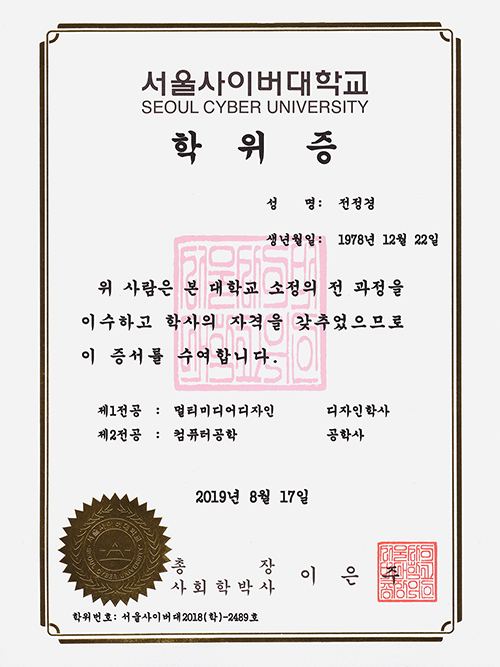 서울사이버대학교
SEOUL CYBER UNIVERSITY
학 위 증
성 명: 전정경
생년월일: 1978년 12월 22일
위 사람은 본 대학교 소정의 전 과정을
이수하고 학사의 자격을 갖추었으므로
이 증서를 수여합니다.
제1전공 : 멀티미디어디자인 디자인학사
제2전공 : 컴퓨터공학 공학사
2019년 8월 17일
총 장
사회학박사 이 은 주
학위번호: 서울사이버대2018(학)-2489호